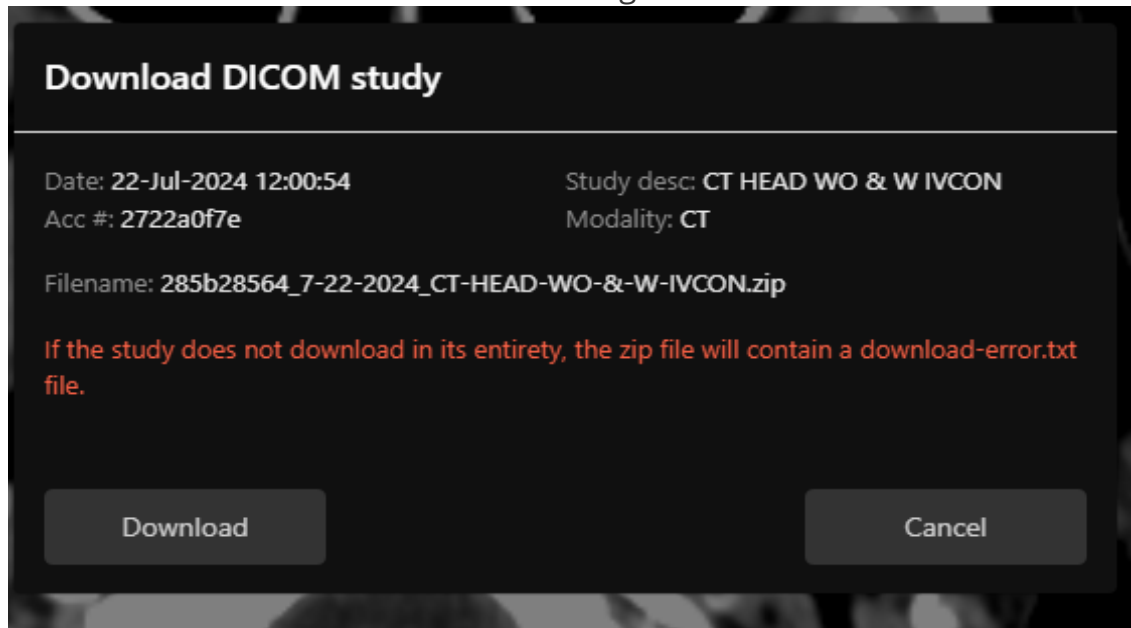 Download DICOM study
Date: 22-Jul-2024 12:00:54
Study desc: CT HEAD WO & W IVCON
Acc #: 2722a0f7e
Modality: CT
Filename: 285b28564_7-22-2024_CT-HEAD-WO-&-W-IVCON.zip
If the study does not download in its entirety, the zip file will contain a download-error.txt
file.
Download
Cancel